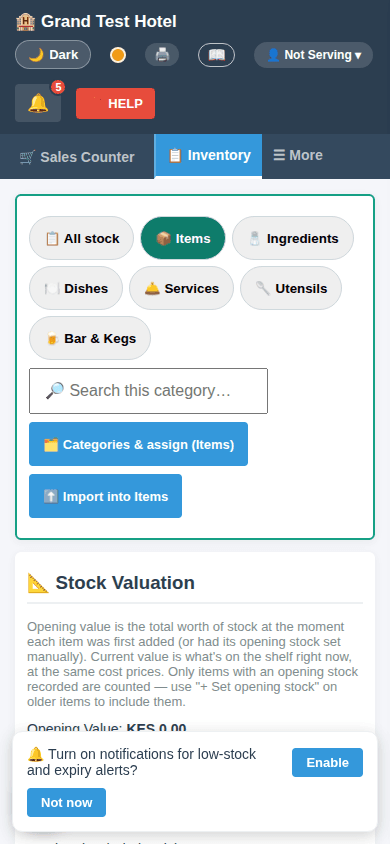 Grand Test Hotel
Dark
Not Serving ▾
5
HELP
Sales Counter
Inventory
☰ More
All stock
Items
Ingredients
Dishes
Services
Utensils
Bar & Kegs
Search this category…
Categories & assign (Items)
Import into Items
Stock Valuation
Opening value is the total worth of stock at the moment
each item was first added (or had its opening stock set
manually). Current value is what's on the shelf right now,
at the same cost prices. Only items with an opening stock
recorded are counted — use "+ Set opening stock" on
older items to include them.
Opening Value: KES 0.00
Turn on notifications for low-stock
and expiry alerts?
Enable
Not now